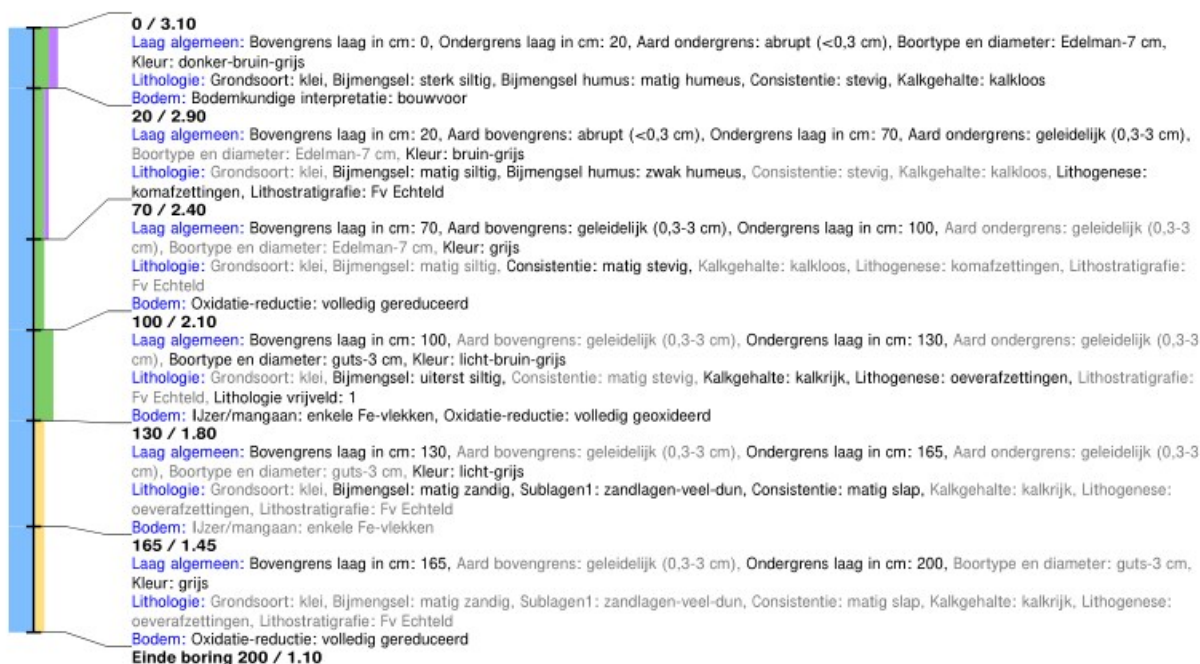 0 / 3.10
Laag algemeen: Bovengrens laag in cm: 0, Ondergrens laag in cm: 20, Aard ondergrens: abrupt (<0,3 cm), Boortype en diameter: Edelman-7 cm,
Kleur: donker-bruin-grijs
Lithologie: Grondsoort: klei, Bijmengsel: sterk siltig, Bijmengsel humus: matig humeus, Consistentie: stevig, Kalkgehalte: kalkloos
Bodem: Bodemkundige interpretatie: bouwvoor
20 / 2.90
Laag algemeen: Bovengrens laag in cm: 20, Aard bovengrens: abrupt (<0,3 cm), Ondergrens laag in cm: 70, Aard ondergrens: geleidelijk (0,3-3 cm),
Boortype en diameter: Edelman-7 cm, Kleur: bruin-grijs
Lithologie: Grondsoort: klei, Bijmengsel: matig siltig, Bijmengsel humus: zwak humeus, Consistentie: stevig, Kalkgehalte: kalkloos, Lithogenese:
komafzettingen, Lithostratigrafie: Fv Echteld
70 / 2.40
Laag algemeen: Bovengrens laag in cm: 70, Aard bovengrens: geleidelijk (0,3-3 cm), Ondergrens laag in cm: 100, Aard ondergrens: geleidelijk (0,3-3
cm), Boortype en diameter: Edelman-7 cm, Kleur: grijs
Lithologie: Grondsoort: klei, Bijmengsel: matig siltig, Consistentie: matig stevig, Kalkgehalte: kalkloos, Lithogenese: komafzettingen, Lithostratigrafie:
Fv Echteld
Bodem: Oxidatie-reductie: volledig gereduceerd
100 / 2.10
Laag algemeen: Bovengrens laag in cm: 100, Aard bovengrens: geleidelijk (0,3-3 cm), Ondergrens laag in cm: 130, Aard ondergrens: geleidelijk (0,3-3
cm), Boortype en diameter: guts-3 cm, Kleur: licht-bruin-grijs
Lithologie: Grondsoort: klei, Bijmengsel: uiterst siltig, Consistentie: matig stevig, Kalkgehalte: kalkrijk, Lithogenese: oeverafzettingen, Lithostratigrafie:
Fv Echteld, Lithologie vrijveld: 1
Bodem: IJzer/mangaan: enkele Fe-vlekken, Oxidatie-reductie: volledig geoxideerd
130 / 1.80
Laag algemeen: Bovengrens laag in cm: 130, Aard bovengrens: geleidelijk (0,3-3 cm), Ondergrens laag in cm: 165, Aard ondergrens: geleidelijk (0,3-3
cm), Boortype en diameter: guts-3 cm, Kleur: licht-grijs
Lithologie: Grondsoort: klei, Bijmengsel: matig zandig, Sublagen1: zandlagen-veel-dun, Consistentie: matig slap, Kalkgehalte: kalkrijk, Lithogenese:
oeverafzettingen, Lithostratigrafie: Fv Echteld
Bodem: IJzer/mangaan: enkele Fe-vlekken
165 / 1.45
Laag algemeen: Bovengrens laag in cm: 165, Aard bovengrens: geleidelijk (0,3-3 cm), Ondergrens laag in cm: 200, Boortype en diameter: guts-3 cm,
Kleur: grijs
Lithologie: Grondsoort: klei, Bijmengsel: matig zandig, Sublagen1: zandlagen-veel-dun, Consistentie: matig slap, Kalkgehalte: kalkrijk, Lithogenese:
oeverafzettingen, Lithostratigrafie: Fv Echteld
Bodem: Oxidatie-reductie: volledig gereduceerd
Einde boring 200 / 1.10